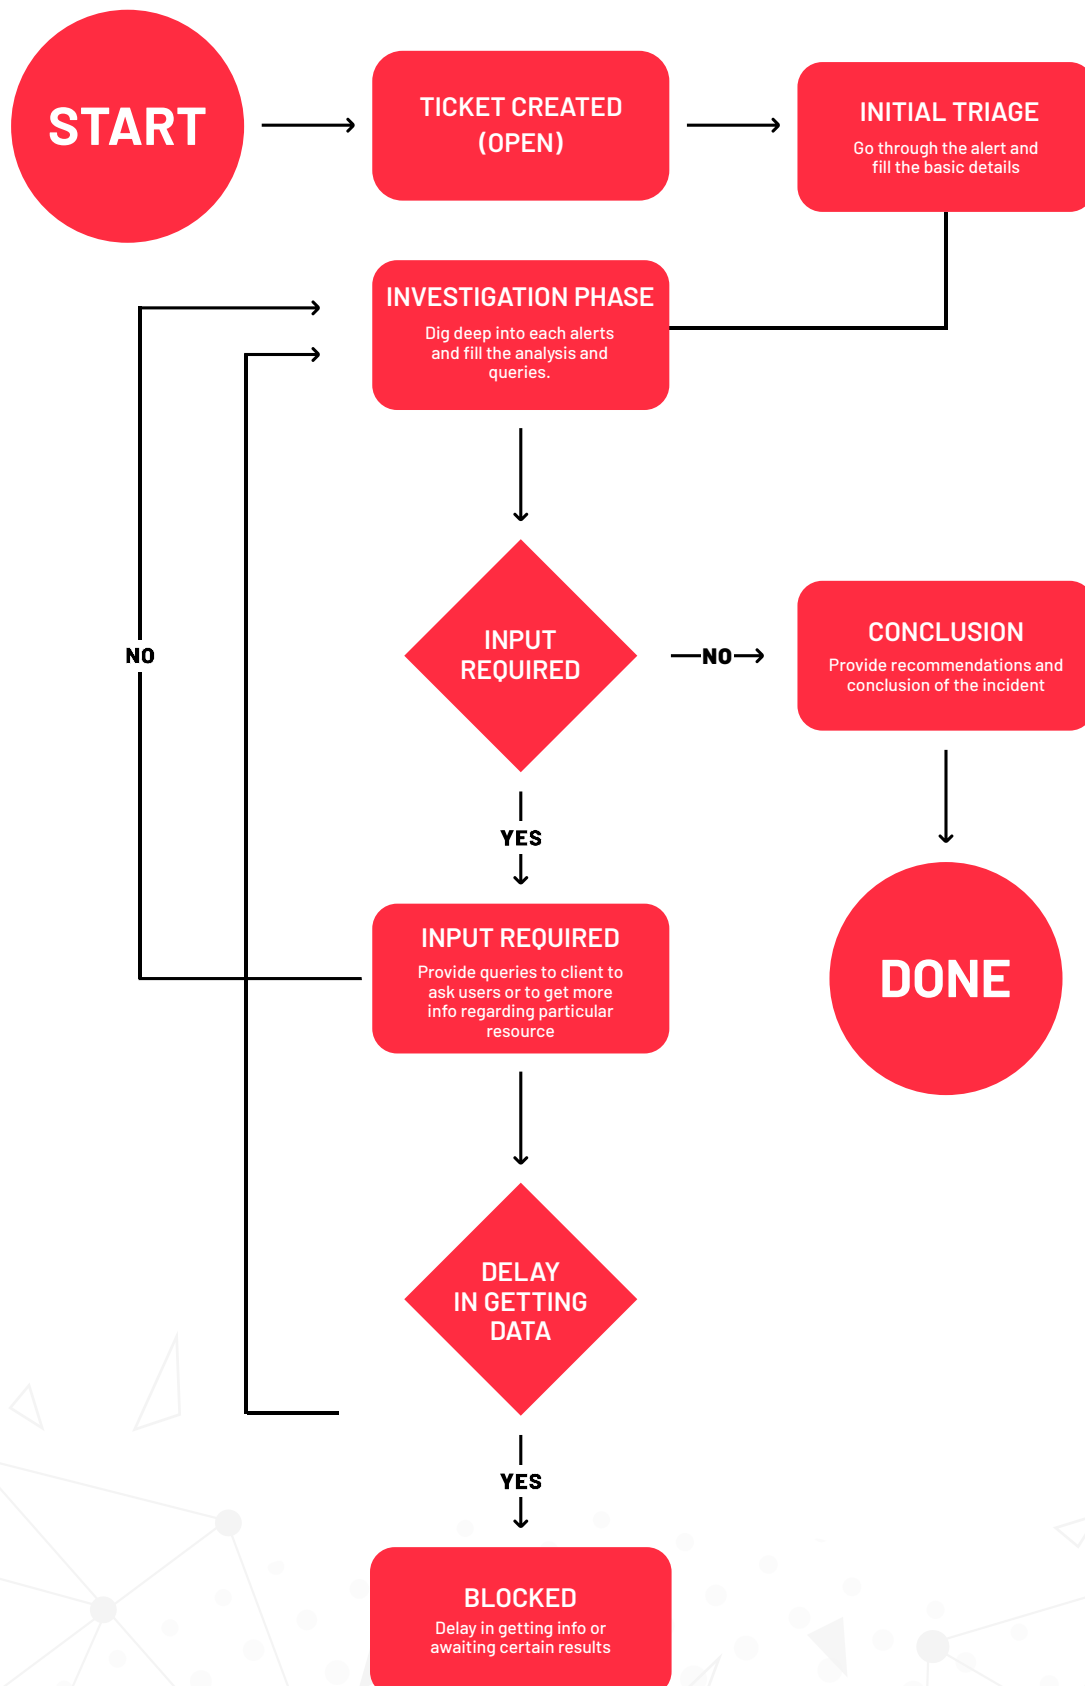 START
TICKET CREATED
(OPEN)
INITIAL TRIAGE
Go through the alert and
fill the basic details
INVESTIGATION PHASE
Dig deep into each alerts
and fill the analysis and
queries.
INPUT
REQUIRED
NO
CONCLUSION
Provide recommendations and
conclusion of the incident
NO
YES
INPUT REQUIRED
Provide queries to client to
ask users or to get more
info regarding particular
resource
DONE
DELAY
IN GETTING
DATA
YES
BLOCKED
Delay in getting info or
awaiting certain results